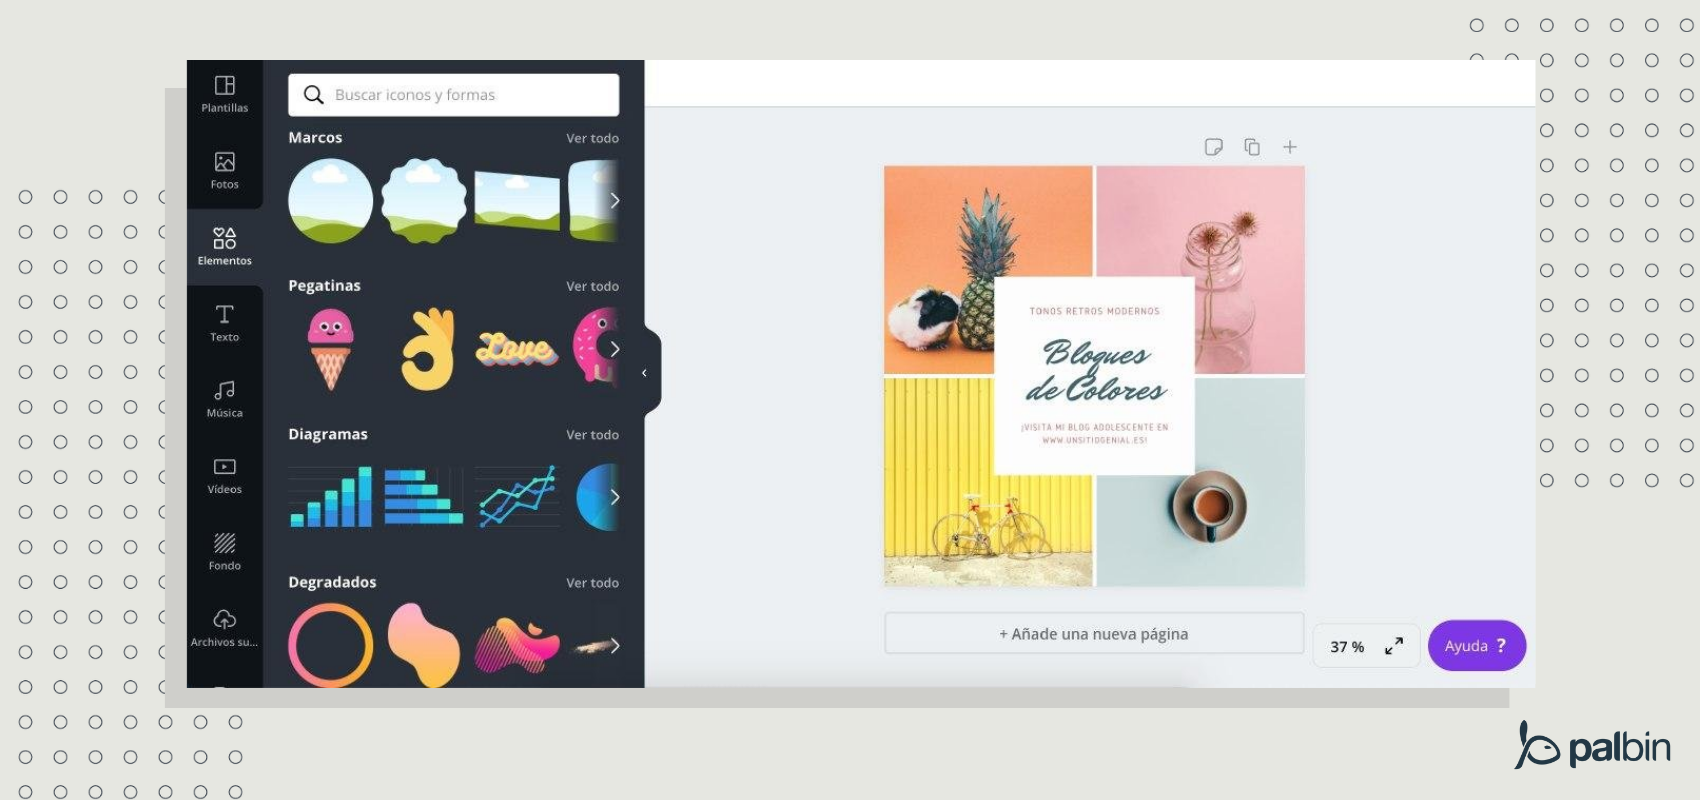 Plantillas
Fotos
Elementos
Texto
Música
Vídeos
Fondo
Archivos su...
Buscar iconos y formas
Marcos Ver todo
Pegatinas Ver todo
Love
Diagramas Ver todo
Degradados Ver todo
TONOS RETROS MODERNOS
Bloques
de Colores
¡VISITA MI BLOG ADOLESCENTE EN
WWW.UNSITIOGENIAL.ES!
+ Añade una nueva página
37 %
Ayuda ?
palbin